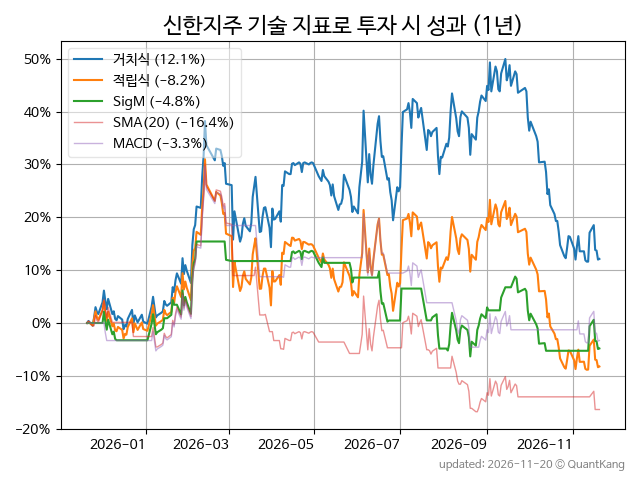 신한지주 기술 지표로 투자 시 성과 (1년)
거치식 (12.1%)
적립식 (−8.2%)
SigM (−4.8%)
SMA(20) (−16.4%)
MACD (−3.3%)
50%
40%
30%
20%
10%
0%
−10%
−20%
2026−01 2026−03 2026−05 2026−07 2026−09 2026−11
updated: 2026-11-20 © QuantKang